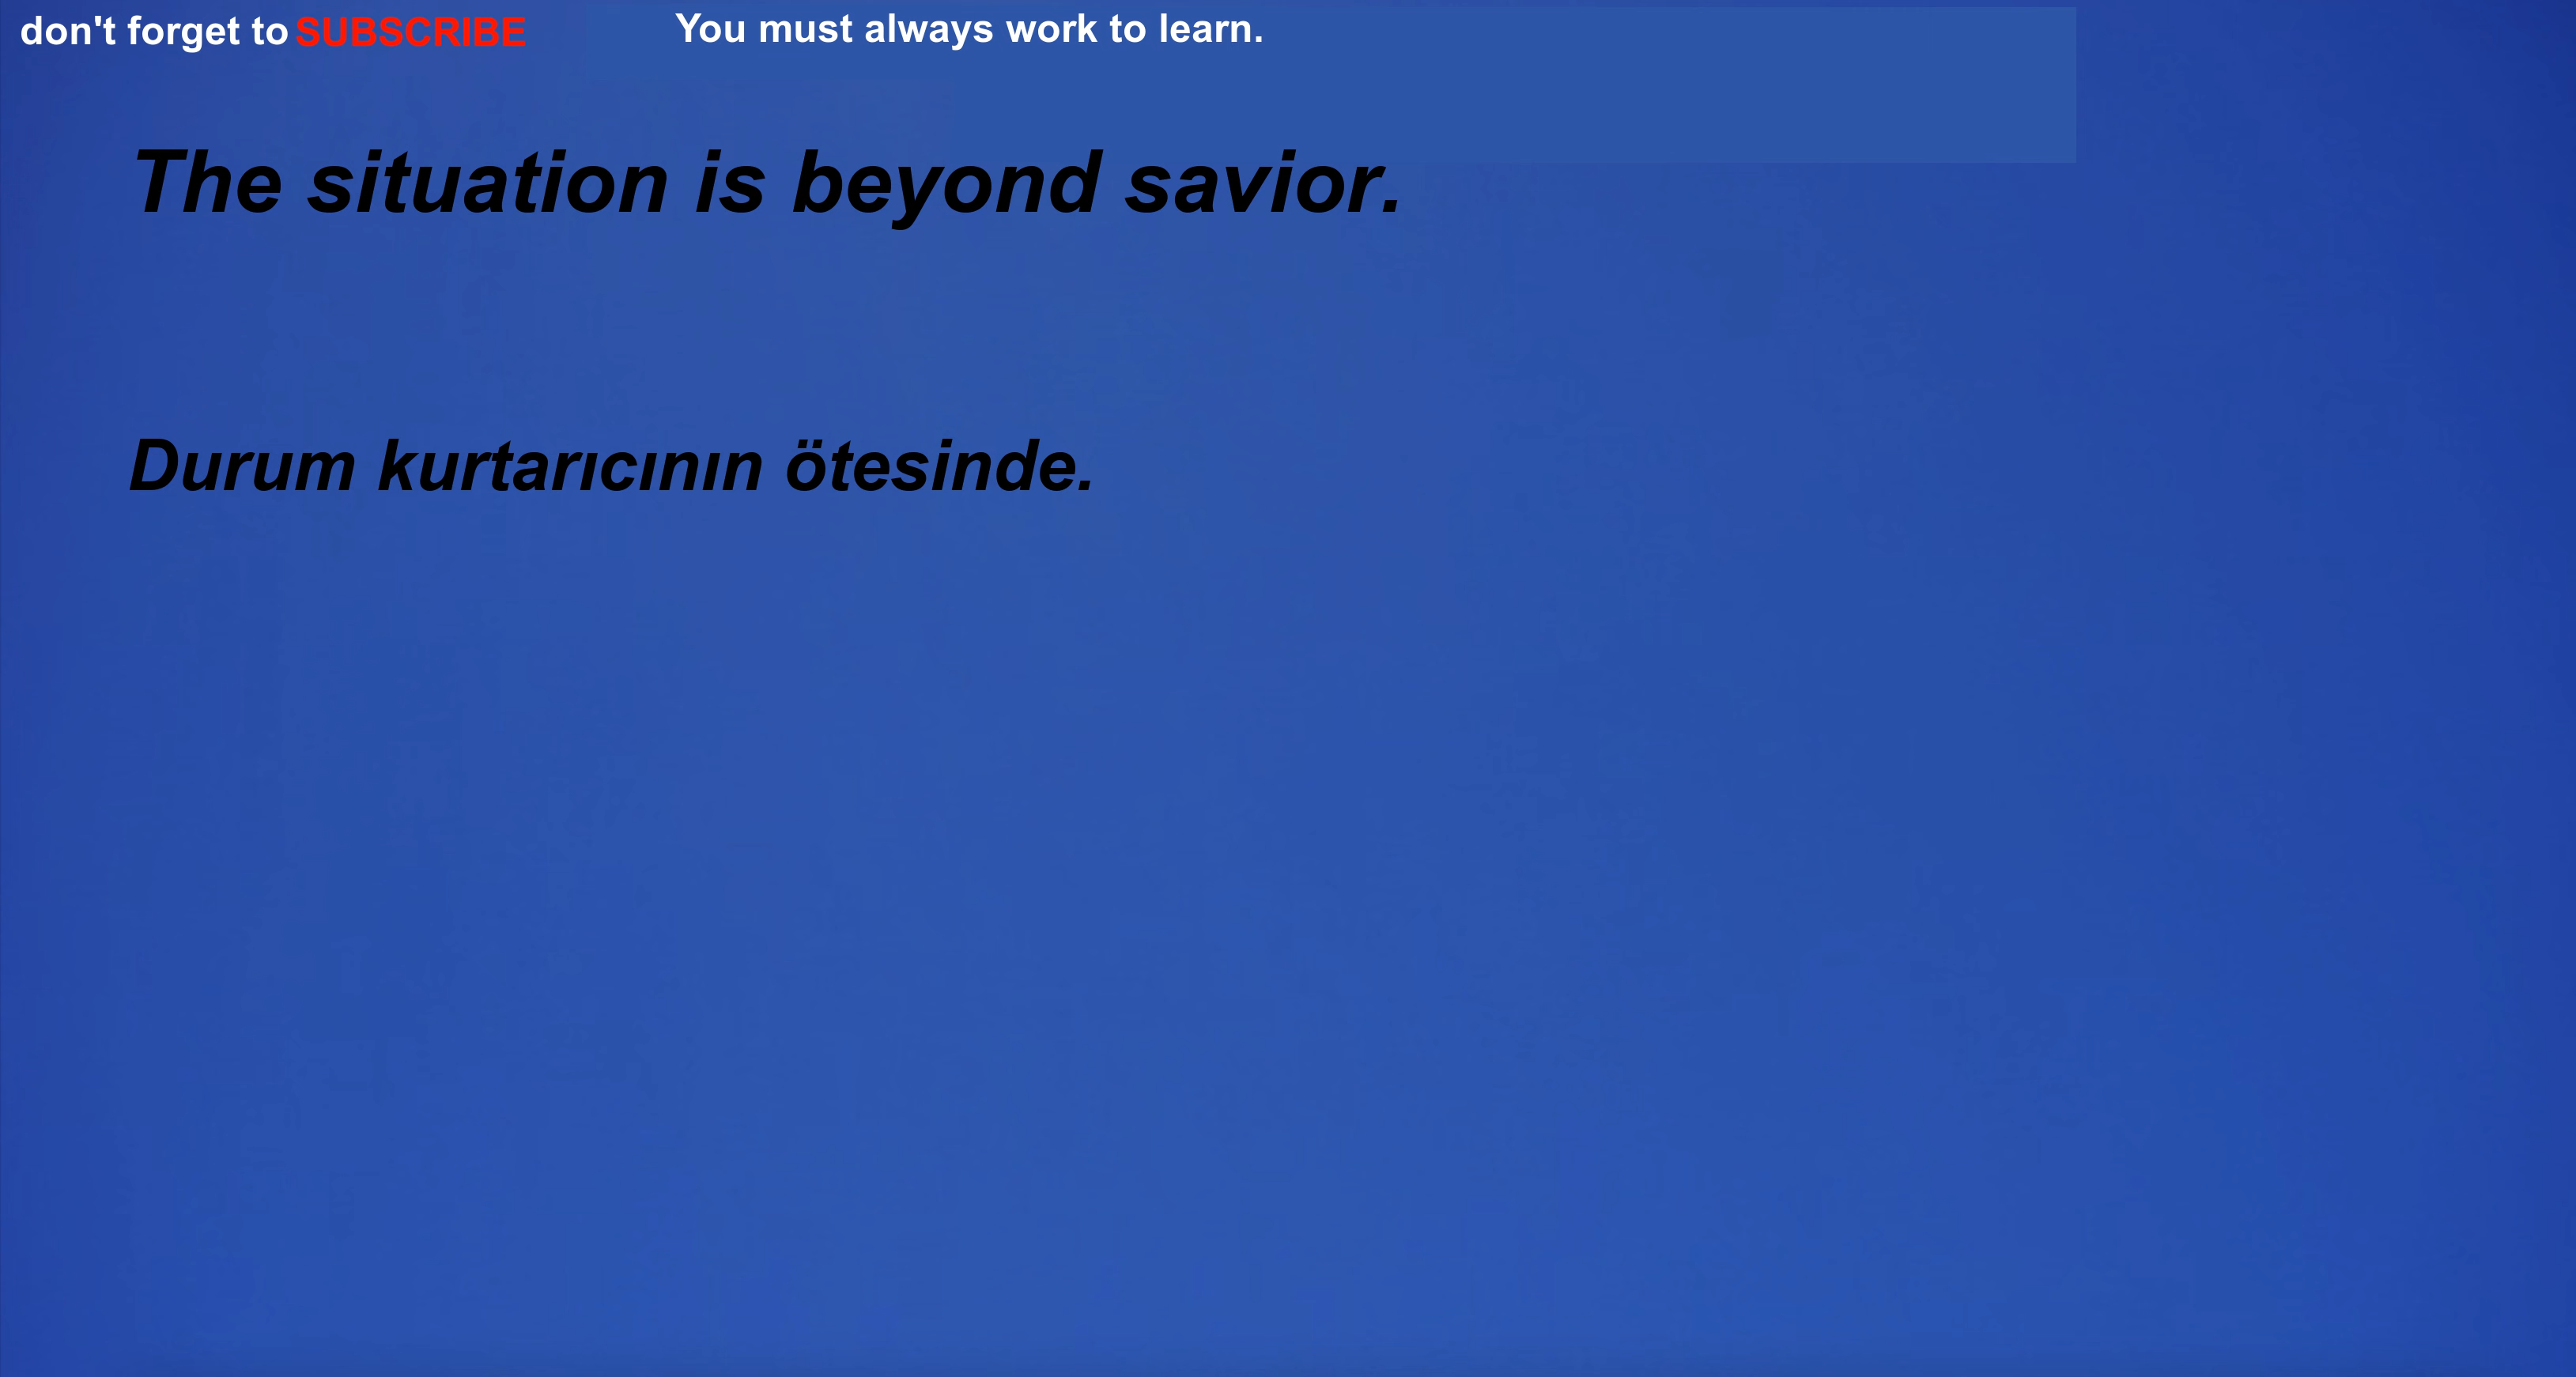 don't forget to SUBSCRIBE You must always work to learn.
The situation is beyond savior.
Durum kurtarıcının ötesinde.